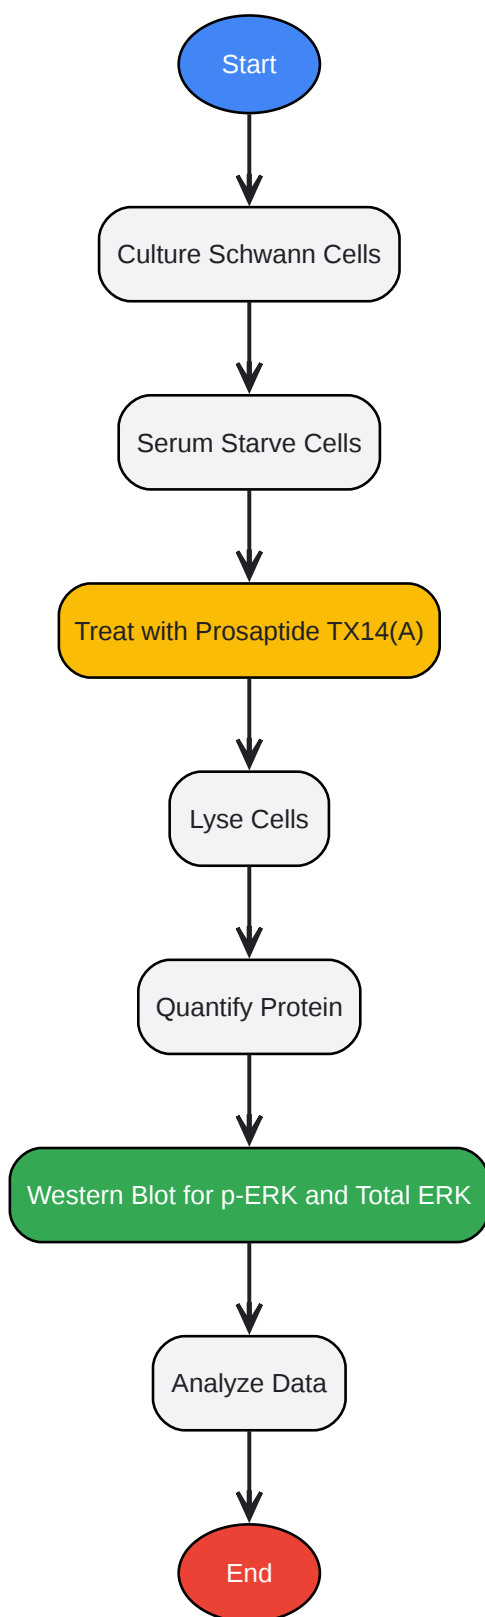 Start
Culture Schwann Cells
Serum Starve Cells
Treat with Prosaptide TX14(A)
Lyse Cells
Quantify Protein
Western Blot for p-ERK and Total ERK
Analyze Data
End